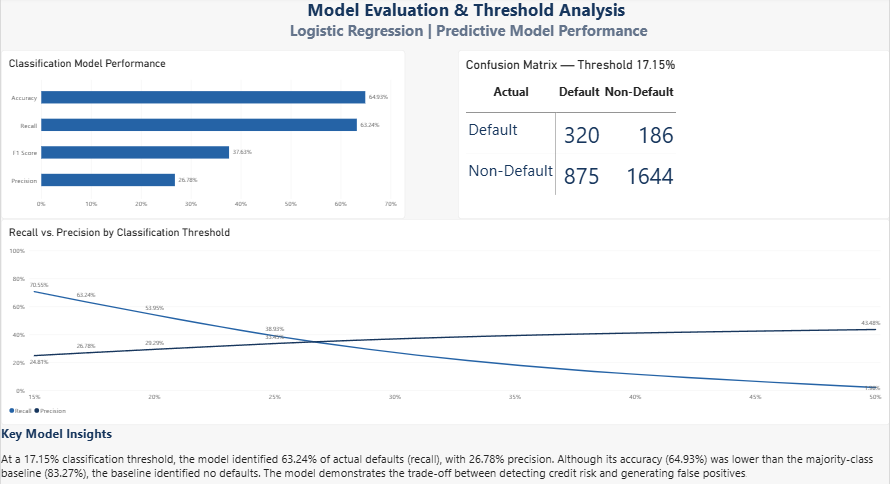 Model Evaluation & Threshold Analysis
Logistic Regression | Predictive Model Performance
Classification Model Performance
Accuracy 64.93%
Recall 63.24%
F1 Score 37.63%
Precision 26.78%
0% 10% 20% 30% 40% 50% 60% 70%
Confusion Matrix — Threshold 17.15%
Actual Default Non-Default
Default 320 186
Non-Default 875 1644
Recall vs. Precision by Classification Threshold
100%
80%
60%
40%
20%
0%
70.55% 63.24% 53.95% 38.93%
24.81% 26.78% 29.29% 43.48%
15% 20% 25% 30% 35% 40% 45% 50%
Recall Precision
Key Model Insights
At a 17.15% classification threshold, the model identified 63.24% of actual defaults (recall), with 26.78% precision. Although its accuracy (64.93%) was lower than the majority-class
baseline (83.27%), the baseline identified no defaults. The model demonstrates the trade-off between detecting credit risk and generating false positives.